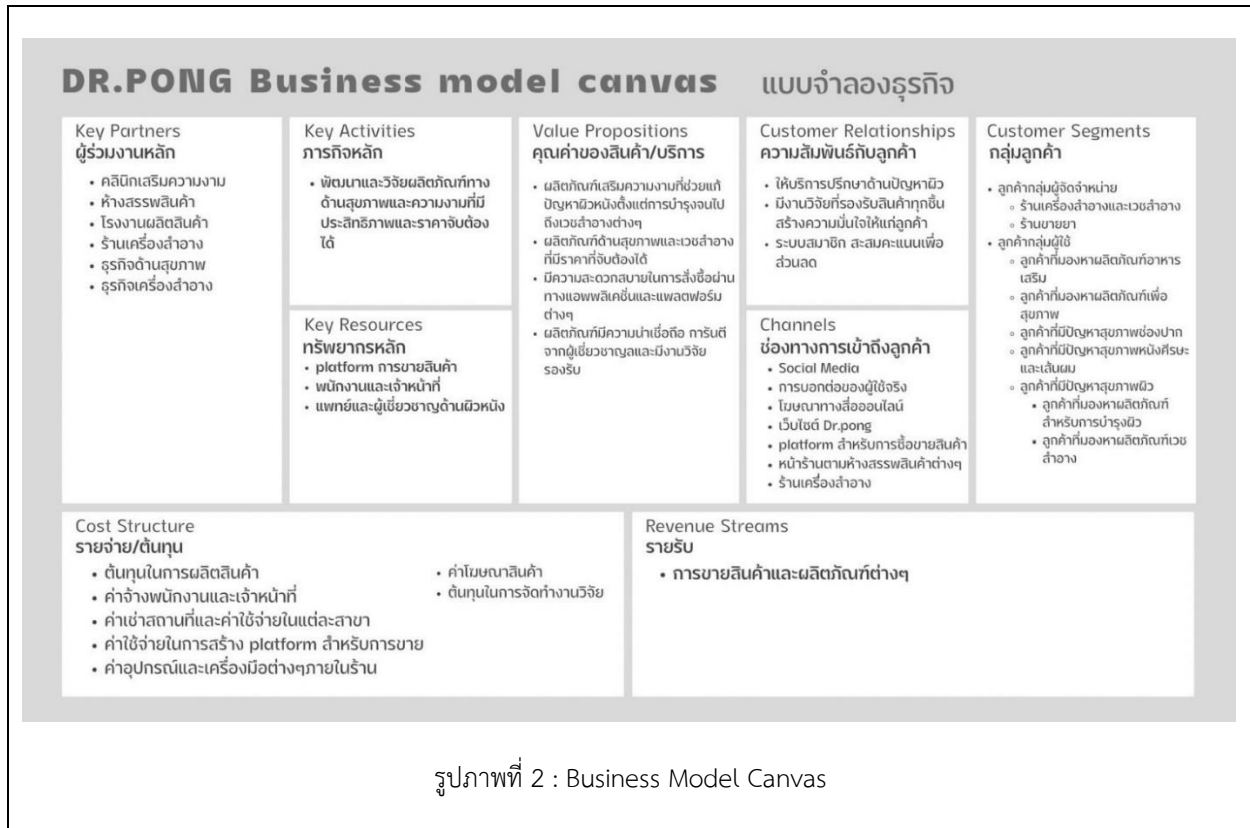 DR.PONG Business model canvas แบบจำลองธุรกิจ
Key Partners
ผู้ร่วมงานหลัก
• คลินิกเสริมความงาม
• ห้างสรรพสินค้า
• โรงงานผลิตสินค้า
• ร้านเครื่องสำอาง
• ธุรกิจด้านสุขภาพ
• ธุรกิจเครื่องสำอาง
Key Activities
ภารกิจหลัก
• พัฒนาและวิจัยผลิตภัณฑ์ทาง
ด้านสุขภาพและความงามที่มี
ประสิทธิภาพและราคาจับต้อง
ได้
Key Resources
ทรัพยากรหลัก
• platform การขายสินค้า
• พนักงานและเจ้าหน้าที่
• แพทย์และผู้เชี่ยวชาญด้านผิวหนัง
Value Propositions
คุณค่าของสินค้า/บริการ
• ผลิตภัณฑ์เสริมความงามที่ช่วยแก้
ปัญหาผิวหนังตั้งแต่การบำรุงจนไป
ถึงเวชสำอางต่างๆ
• ผลิตภัณฑ์ด้านสุขภาพและเวชสำอาง
ที่มีราคาที่จับต้องได้
• มีความสะดวกสบายในการสั่งซื้อผ่าน
ทางแอพพลิเคชั่นและแพลตฟอร์ม
ต่างๆ
• ผลิตภัณฑ์มีความน่าเชื่อถือ การันตี
จากผู้เชี่ยวชาญและมีงานวิจัย
รองรับ
Customer Relationships
ความสัมพันธ์กับลูกค้า
• ให้บริการปรึกษาด้านปัญหาผิว
• มีงานวิจัยที่รองรับสินค้าทุกชิ้น
สร้างความมั่นใจให้แก่ลูกค้า
• ระบบสมาชิก สะสมคะแนนเพื่อ
ส่วนลด
Channels
ช่องทางการเข้าถึงลูกค้า
• Social Media
• การบอกต่อของผู้ใช้จริง
• โฆษณาทางสื่อออนไลน์
• เว็บไซต์ Dr.pong
• platform สำหรับการซื้อขายสินค้า
• หน้าร้านตามห้างสรรพสินค้าต่างๆ
• ร้านเครื่องสำอาง
Customer Segments
กลุ่มลูกค้า
• ลูกค้ากลุ่มผู้จัดจำหน่าย
◦ ร้านเครื่องสำอางและเวชสำอาง
◦ ร้านขายยา
• ลูกค้ากลุ่มผู้ใช้
◦ ลูกค้าที่มองหาผลิตภัณฑ์อาหาร
เสริม
◦ ลูกค้าที่มองหาผลิตภัณฑ์เพื่อ
สุขภาพ
◦ ลูกค้าที่มีปัญหาสุขภาพช่องปาก
◦ ลูกค้าที่มีปัญหาสุขภาพหนังศีรษะ
และเส้นผม
◦ ลูกค้าที่มีปัญหาสุขภาพผิว
▪ ลูกค้าที่มองหาผลิตภัณฑ์
สำหรับการบำรุงผิว
▪ ลูกค้าที่มองหาผลิตภัณฑ์เวช
สำอาง
Cost Structure
รายจ่าย/ต้นทุน
• ต้นทุนในการผลิตสินค้า
• ค่าจ้างพนักงานและเจ้าหน้าที่
• ค่าเช่าสถานที่และค่าใช้จ่ายในแต่ละสาขา
• ค่าใช้จ่ายในการสร้าง platform สำหรับการขาย
• ค่าอุปกรณ์และเครื่องมือต่างๆภายในร้าน
• ค่าโฆษณาสินค้า
• ต้นทุนในการจัดทำงานวิจัย
Revenue Streams
รายรับ
• การขายสินค้าและผลิตภัณฑ์ต่างๆ
รูปภาพที่ 2 : Business Model Canvas